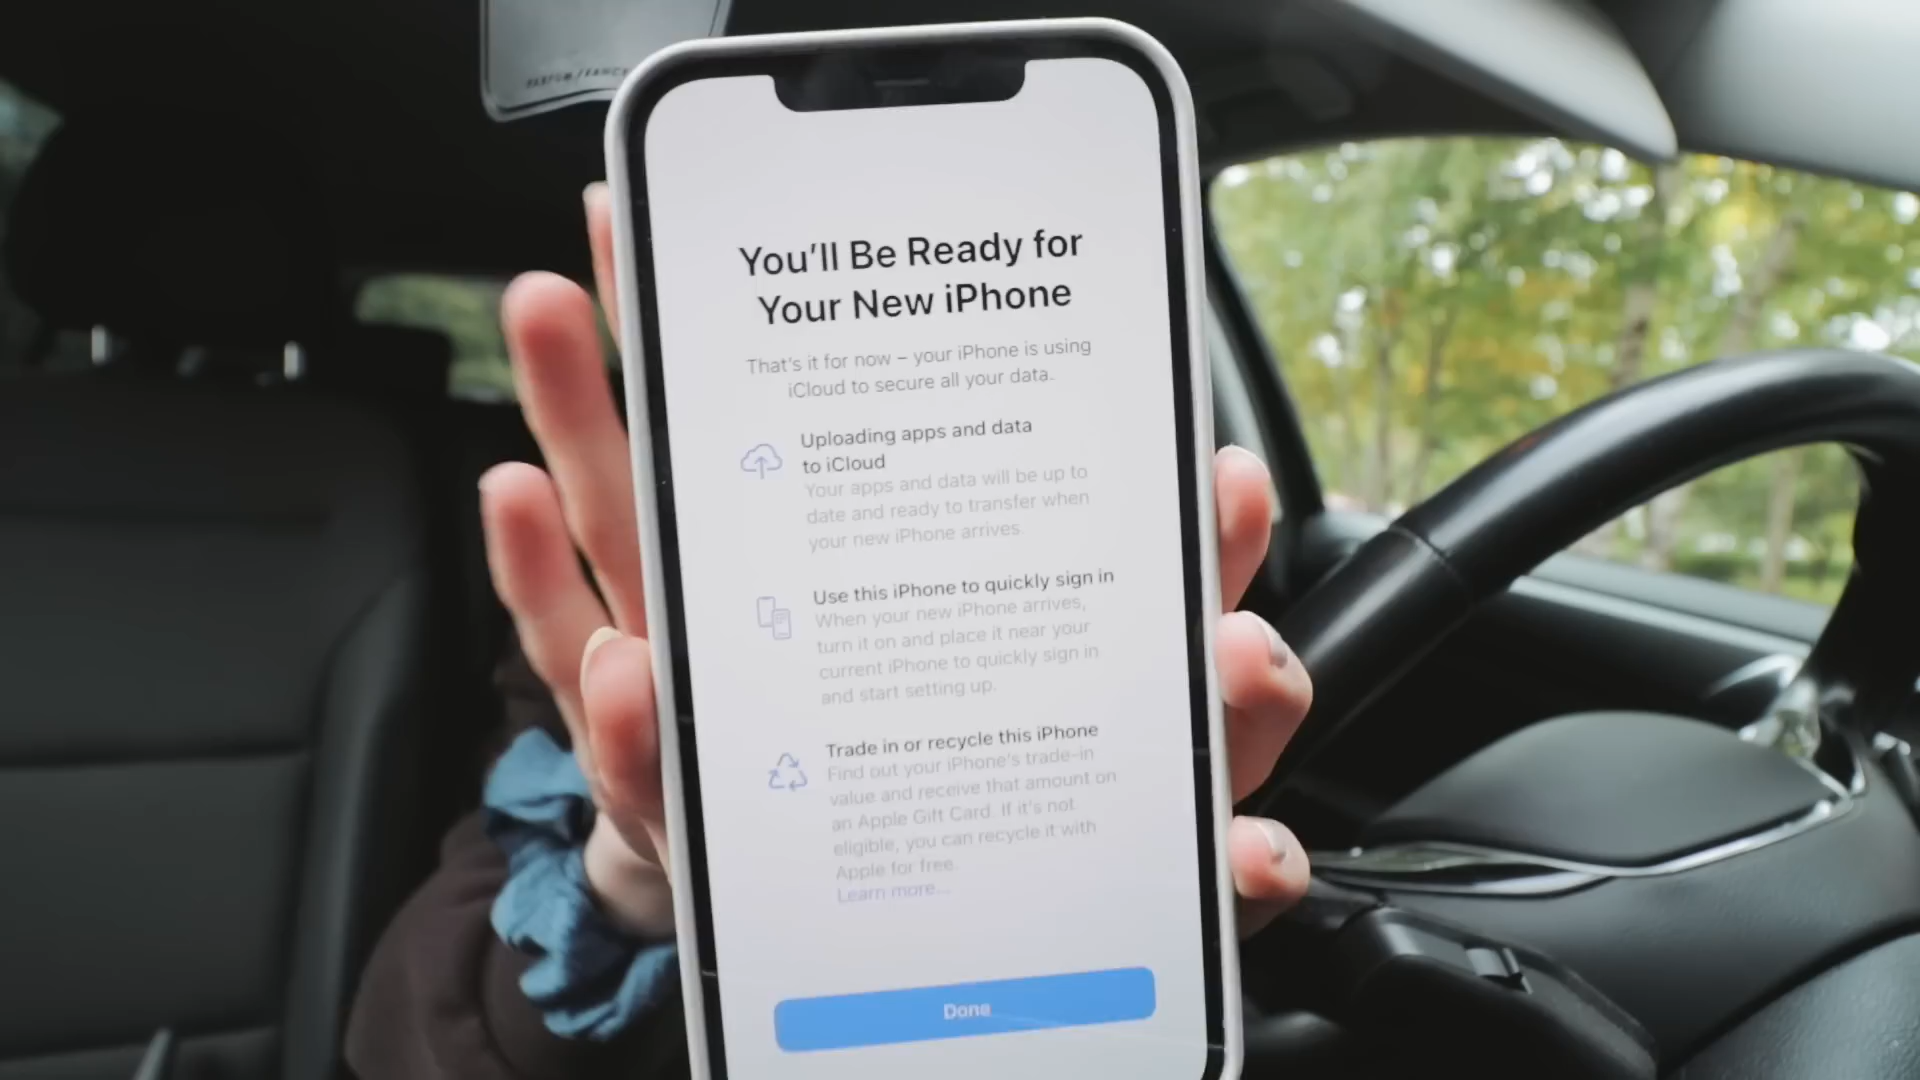 You'll Be Ready for
Your New iPhone
That's it for now – your iPhone is using
iCloud to secure all your data.
Uploading apps and data
to iCloud
Your apps and data will be up to
date and ready to transfer when
your new iPhone arrives
Use this iPhone to quickly sign in
When your new iPhone arrives,
turn it on and place it near your
current iPhone to quickly sign in
and start setting up.
Trade in or recycle this iPhone
Find out your iPhone's trade-in
value and receive that amount on
an Apple Gift Card. If it's not
eligible, you can recycle it with
Apple for free.
Learn more...
Done